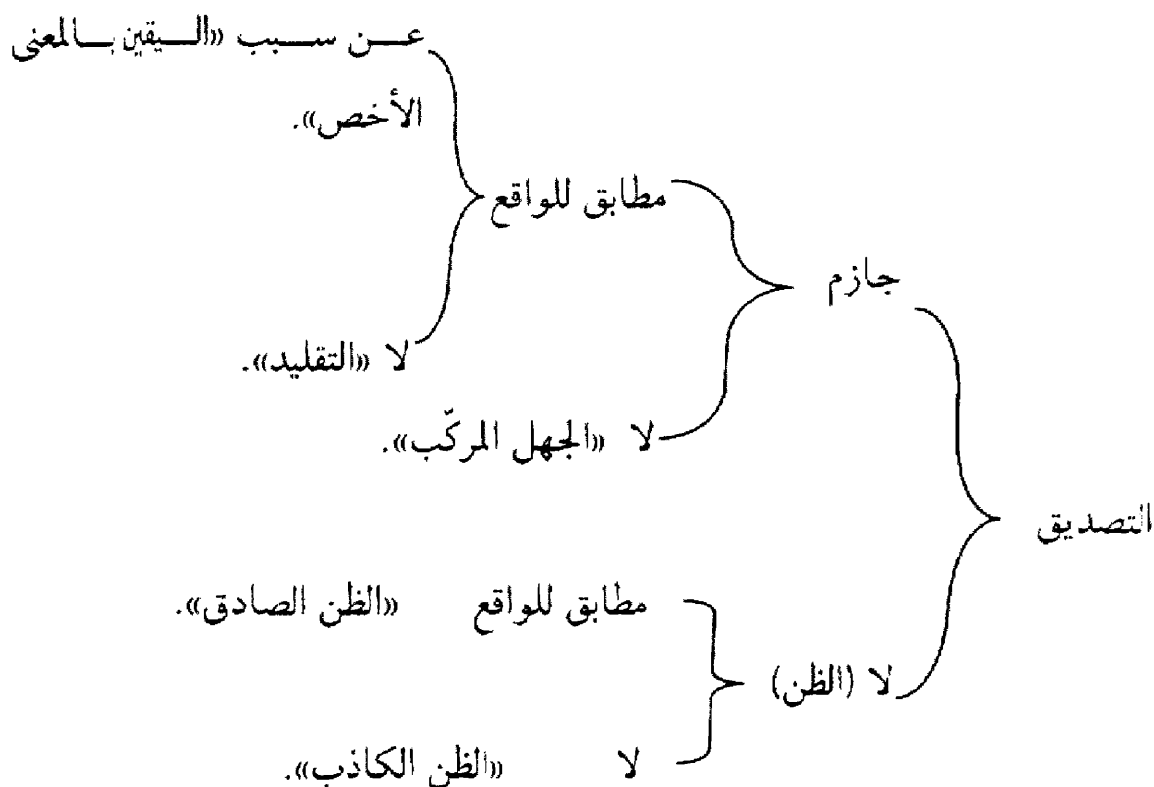 عن سبب «اليقين بالمعنى
الأخص».
مطابق للواقع
جازم
لا «التقليد».
لا «الجهل المركّب».
التصديق
مطابق للواقع «الظن الصادق».
لا (الظن)
لا «الظن الكاذب».